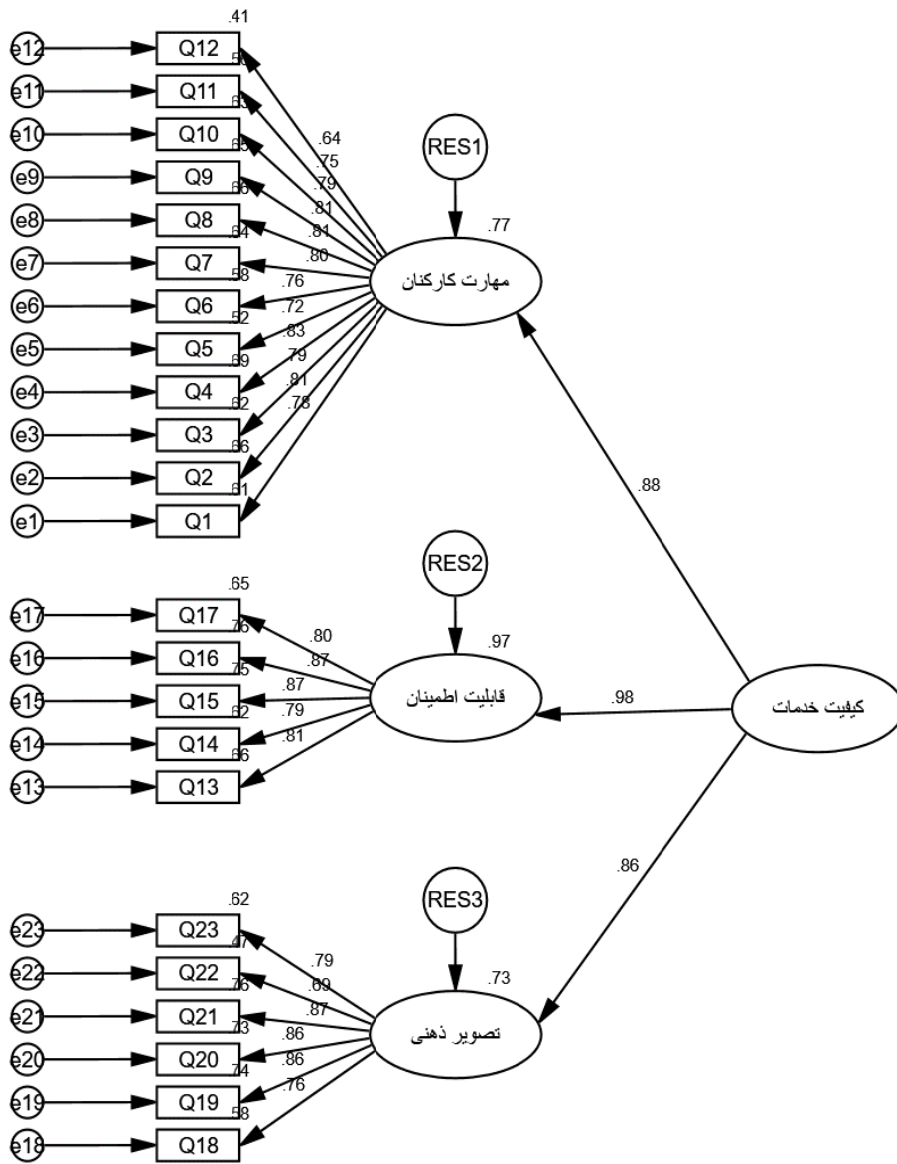 .41
e12 Q12
.56
e11 Q11
.63
e10 Q10
.65
e9 Q9
.66
e8 Q8
.64
e7 Q7
.58
e6 Q6
.52
e5 Q5
.69
e4 Q4
.62
e3 Q3
.66
e2 Q2
.61
e1 Q1
.64
.75
.79
.81
.81
.80
.76
.72
.83
.79
.81
.78
RES1
.77
مهارت کارکنان
.88
.65
e17 Q17
.76
e16 Q16
.75
e15 Q15
.62
e14 Q14
.66
e13 Q13
.80
.87
.87
.79
.81
RES2
.97
قابلیت اطمینان
.98
کیفیت خدمات
.86
.62
e23 Q23
.47
e22 Q22
.76
e21 Q21
.73
e20 Q20
.74
e19 Q19
.58
e18 Q18
.79
.69
.87
.86
.86
.76
RES3
.73
تصویر ذهنی